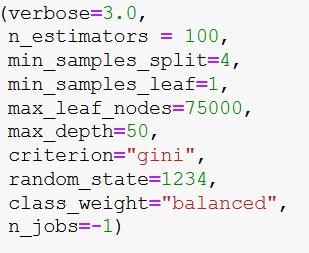 (verbose=3.0,
n_estimators = 100,
min_samples_split=4,
min_samples_leaf=1,
max_leaf_nodes=75000,
max_depth=50,
criterion="gini",
random_state=1234,
class_weight="balanced",
n_jobs=-1)